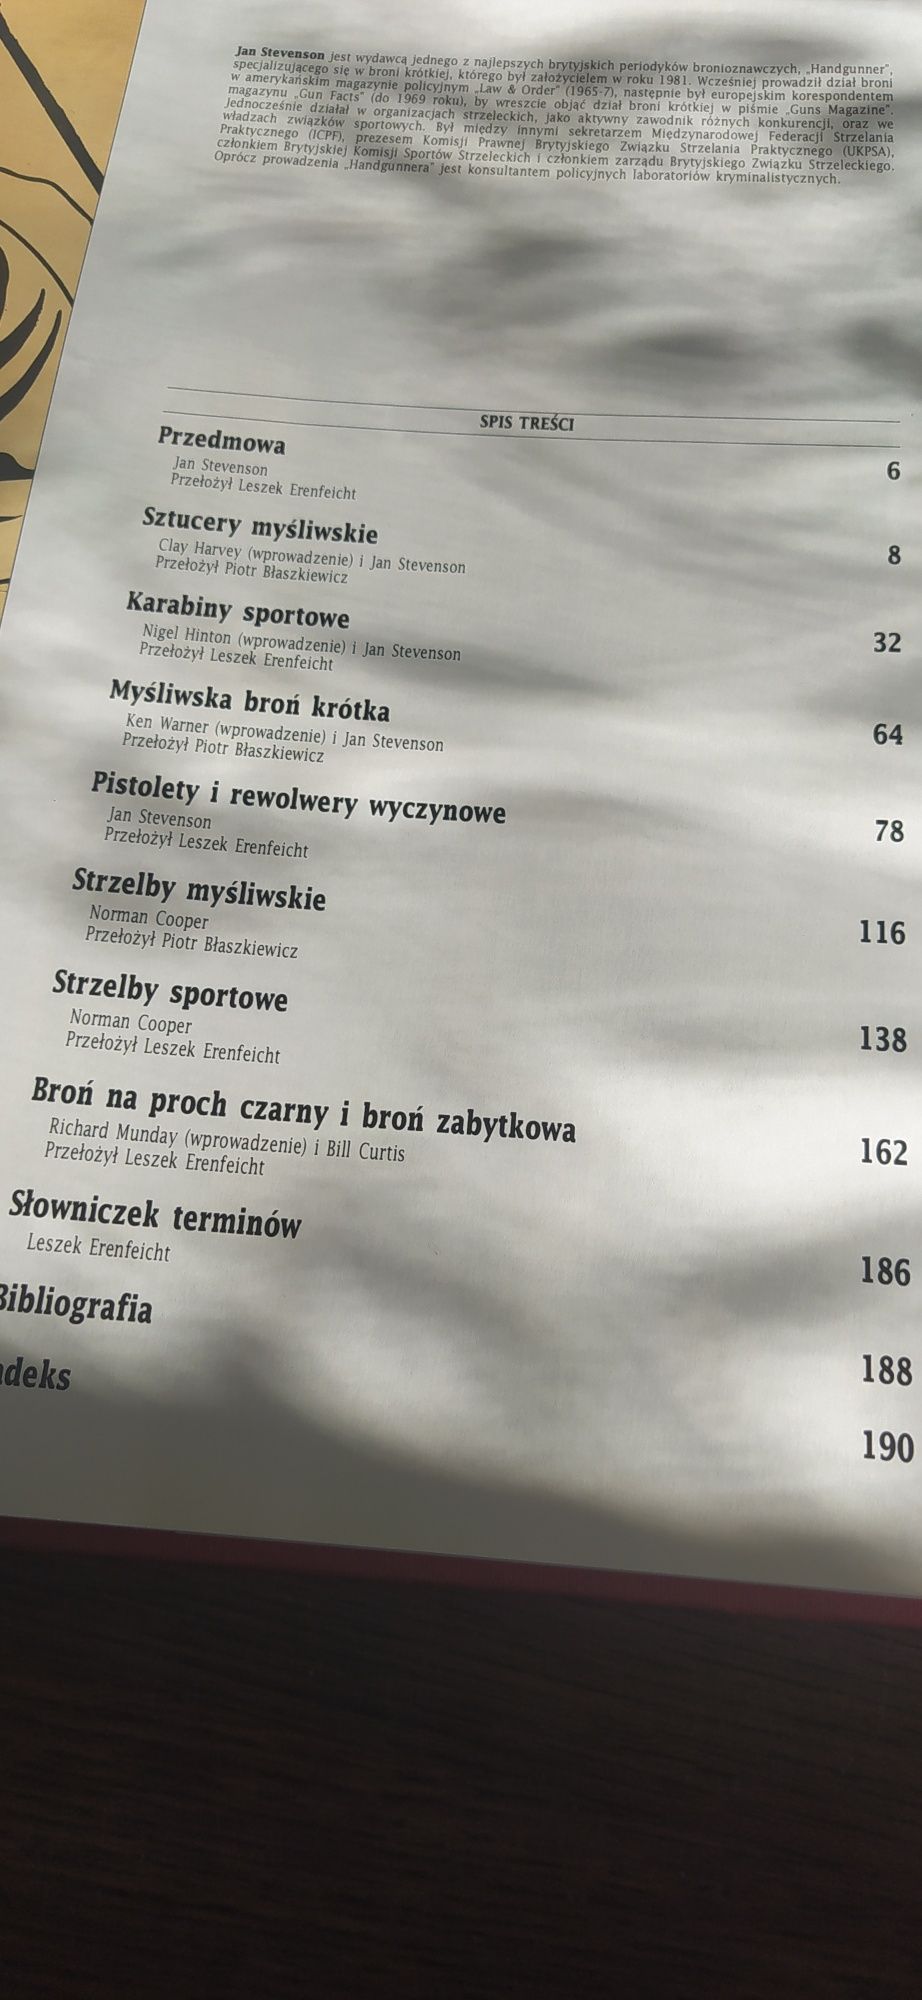 Jan Stevenson jest wydawcą jednego z najlepszych brytyjskich periodyków bronioznawczych, „Handgunner”,
specjalizującego się w broni krótkiej, którego był założycielem w roku 1981. Wcześniej prowadził dział broni
w amerykańskim magazynie policyjnym „Law & Order” (1965-7), następnie był europejskim korespondentem
magazynu „Gun Facts” (do 1969 roku), by wreszcie objąć dział broni krótkiej w piśmie „Guns Magazine”.
Jednocześnie działał w organizacjach strzeleckich, jako aktywny zawodnik różnych konkurencji, oraz we
władzach związków sportowych. Był między innymi sekretarzem Międzynarodowej Federacji Strzelania
Praktycznego (ICPF), prezesem Komisji Prawnej Brytyjskiego Związku Strzelania Praktycznego (UKPSA),
członkiem Brytyjskiej Komisji Sportów Strzeleckich i członkiem zarządu Brytyjskiego Związku Strzeleckiego.
Oprócz prowadzenia „Handgunnera” jest konsultantem policyjnych laboratoriów kryminalistycznych.
SPIS TREŚCI
Przedmowa 6
Jan Stevenson
Przełożył Leszek Erenfeicht
Sztucery myśliwskie 8
Clay Harvey (wprowadzenie) i Jan Stevenson
Przełożył Piotr Błaszkiewicz
Karabiny sportowe 32
Nigel Hinton (wprowadzenie) i Jan Stevenson
Przełożył Leszek Erenfeicht
Myśliwska broń krótka 64
Ken Warner (wprowadzenie) i Jan Stevenson
Przełożył Piotr Błaszkiewicz
Pistolety i rewolwery wyczynowe 78
Jan Stevenson
Przełożył Leszek Erenfeicht
Strzelby myśliwskie 116
Norman Cooper
Przełożył Piotr Błaszkiewicz
Strzelby sportowe 138
Norman Cooper
Przełożył Leszek Erenfeicht
Broń na proch czarny i broń zabytkowa 162
Richard Munday (wprowadzenie) i Bill Curtis
Przełożył Leszek Erenfeicht
Słowniczek terminów 186
Leszek Erenfeicht
Bibliografia 188
deks 190